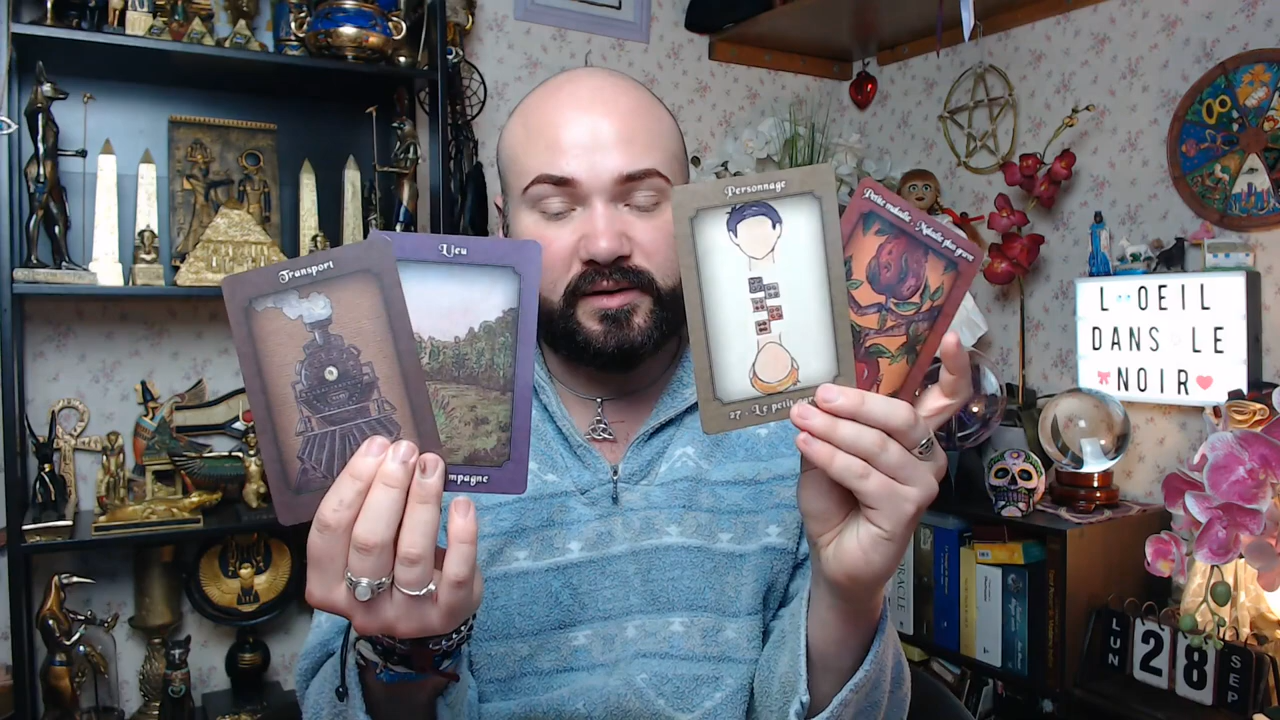 Transport
Lieu
mpagne
Personnage
27 - Le petit
Petite maladie - Maladie plus grave
L'OEIL
DANS LE
NOIR
ORACLE
LUN
28
SEP